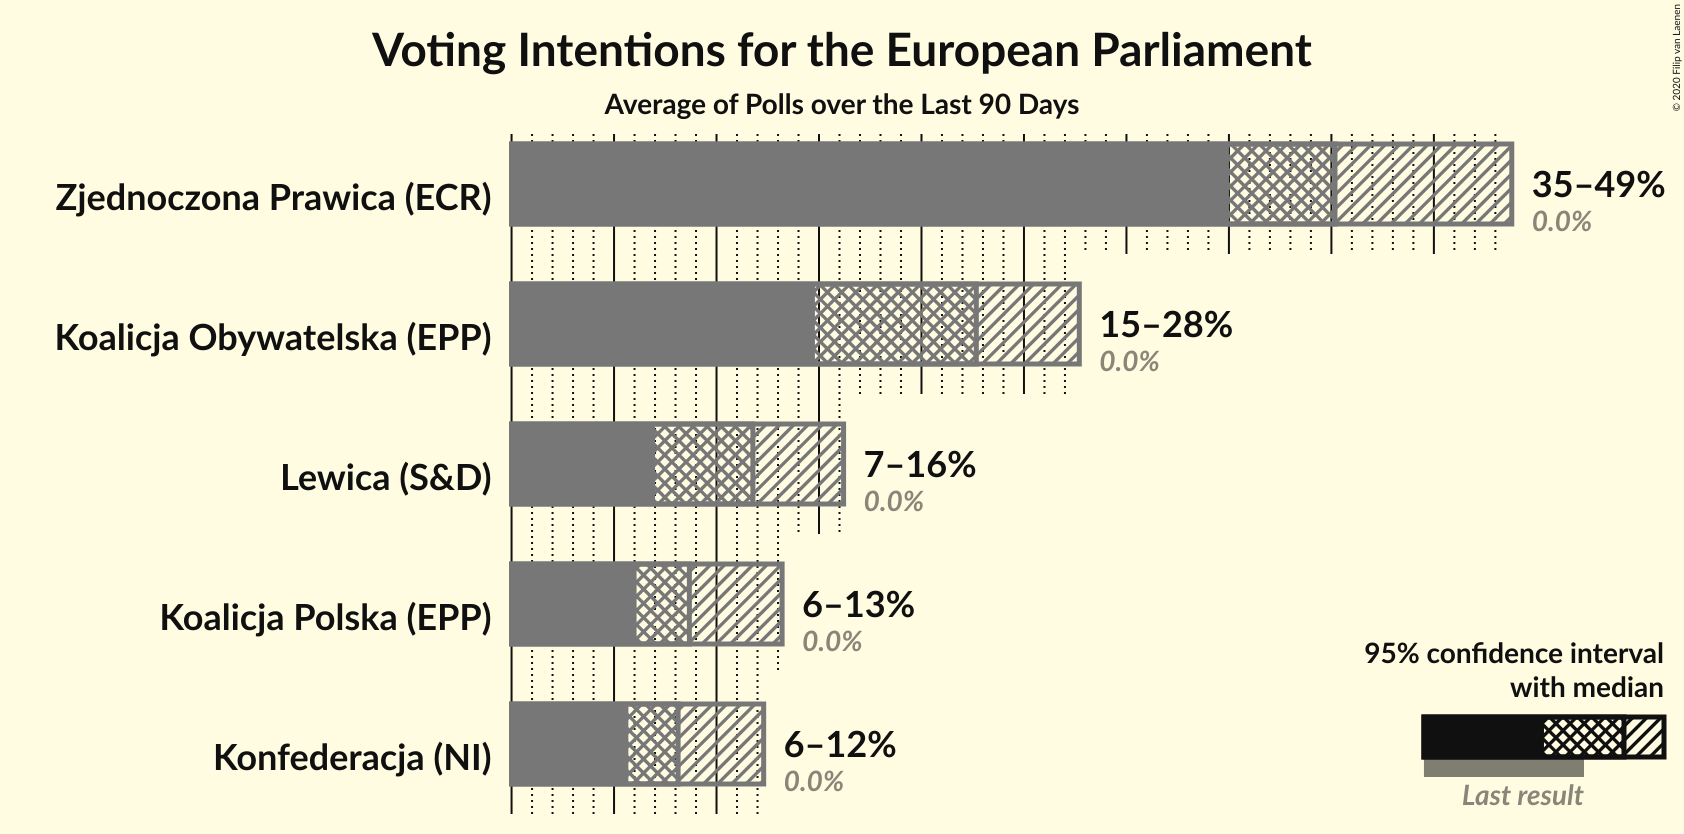 Voting Intentions for the European Parliament
Average of Polls over the Last 90 Days
© 2020 Filip van Laenen
Zjednoczona Prawica (ECR)
35–49%
0.0%
Koalicja Obywatelska (EPP)
15–28%
0.0%
Lewica (S&D)
7–16%
0.0%
Koalicja Polska (EPP)
6–13%
0.0%
Konfederacja (NI)
6–12%
0.0%
95% confidence interval
with median
Last result